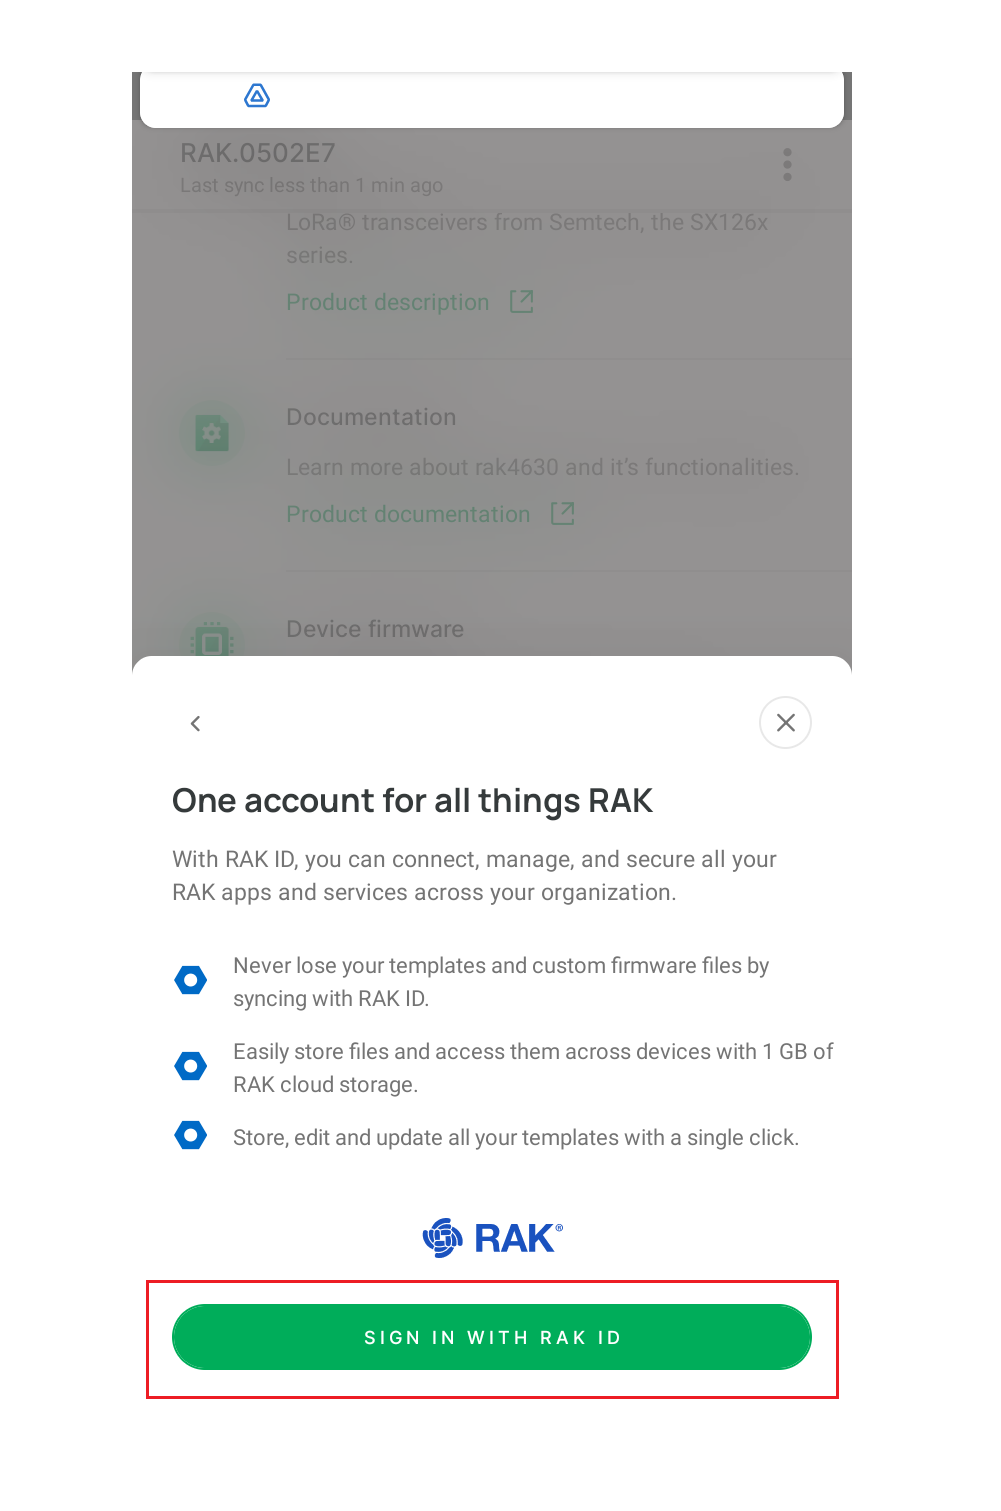 RAK.0502E7
Last sync less than 1 min ago
LoRa® transceivers from Semtech, the SX126x
series.
Product description
Documentation
Learn more about rak4630 and it's functionalities.
Product documentation
Device firmware
One account for all things RAK
With RAK ID, you can connect, manage, and secure all your
RAK apps and services across your organization.
Never lose your templates and custom firmware files by
syncing with RAK ID.
Easily store files and access them across devices with 1 GB of
RAK cloud storage.
Store, edit and update all your templates with a single click.
RAK®
SIGN IN WITH RAK ID